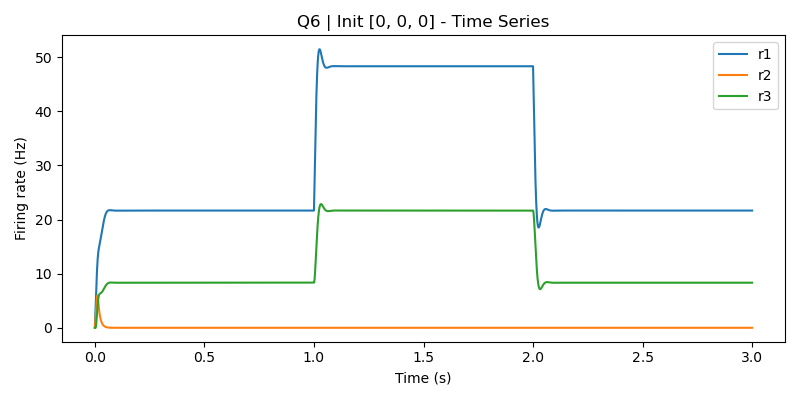 Q6 | Init [0, 0, 0] - Time Series
Firing rate (Hz)
50
40
30
20
10
0
r1
r2
r3
0.0 0.5 1.0 1.5 2.0 2.5 3.0
Time (s)